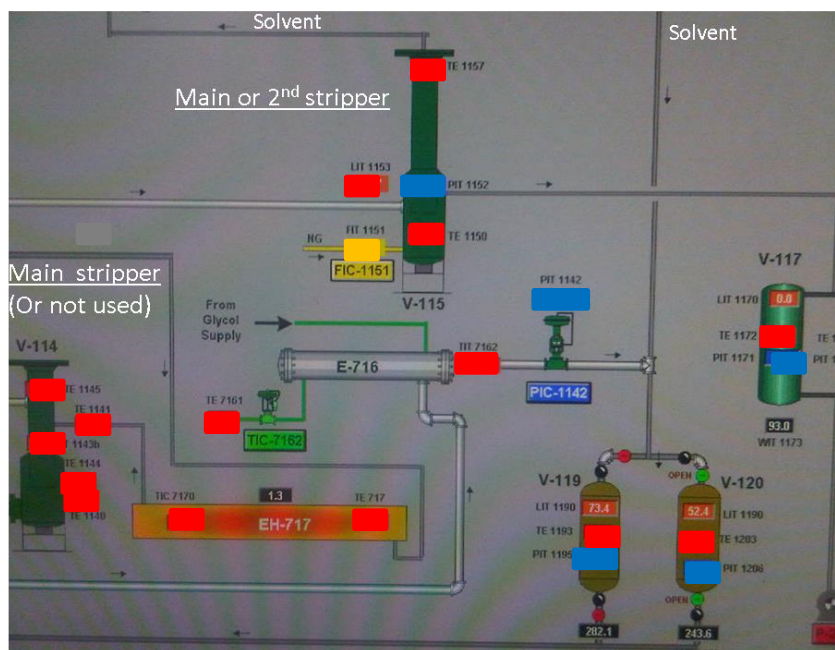 Solvent
Solvent
TE 1157
Main or 2nd stripper
LIT 1153
PIT 1152
FIT 1151
NG
TE 1150
FIC-1151
V-115
V-117
Main stripper
(Or not used)
PIT 1142
LIT 1170
0.0
From
Glycol
Supply
V-114
TIT 7162
TE 1172
TE 1
PIT 1171
PIT
E-716
TE 1145
TE 1141
TE 7161
PIC-1142
93.0
WIT 1173
1143b
TIC-7162
TE 1144
V-119
OPEN
V-120
TIC 7170
1.3
TE 717
LIT 1190
73.4
52.4
LIT 1190
TE 1140
EH-717
TE 1193
TE 1203
PIT 1195
PIT 1206
OPEN
282.1
243.6